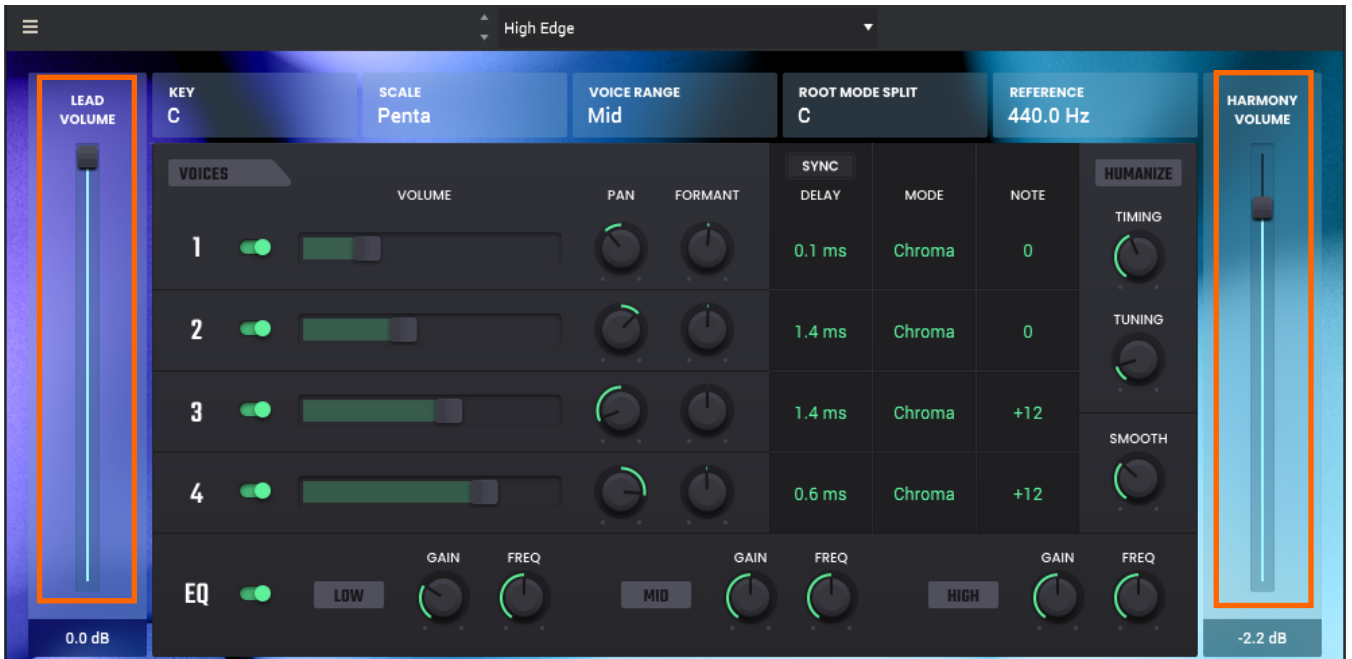 High Edge
LEAD
VOLUME
KEY
C
SCALE
Penta
VOICE RANGE
Mid
ROOT MODE SPLIT
C
REFERENCE
440.0 Hz
HARMONY
VOLUME
VOICES
VOLUME
PAN
FORMANT
SYNC
DELAY
MODE
NOTE
HUMANIZE
TIMING
1
0.1 ms
Chroma
0
TUNING
2
1.4 ms
Chroma
0
3
1.4 ms
Chroma
+12
SMOOTH
4
0.6 ms
Chroma
+12
EQ
LOW
GAIN
FREQ
MID
GAIN
FREQ
HIGH
GAIN
FREQ
0.0 dB
-2.2 dB